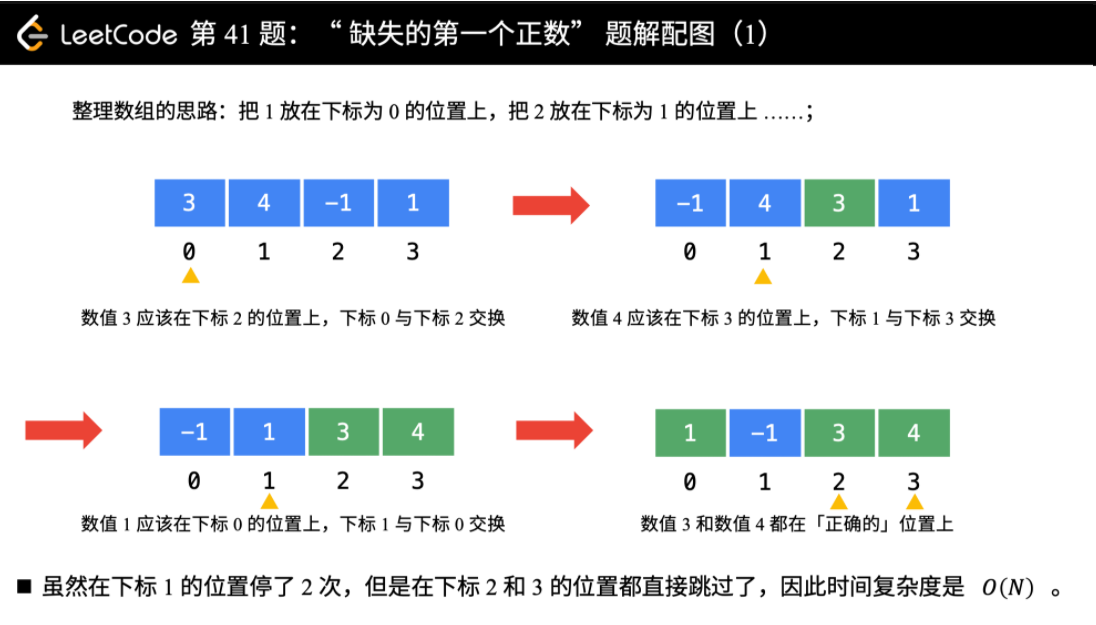 LeetCode 第 41 题：“缺失的第一个正数” 题解配图（1）
整理数组的思路：把 1 放在下标为 0 的位置上，把 2 放在下标为 1 的位置上 ……；
3 4 -1 1
0 1 2 3
数值 3 应该在下标 2 的位置上，下标 0 与下标 2 交换
-1 4 3 1
0 1 2 3
数值 4 应该在下标 3 的位置上，下标 1 与下标 3 交换
-1 1 3 4
0 1 2 3
数值 1 应该在下标 0 的位置上，下标 1 与下标 0 交换
1 -1 3 4
0 1 2 3
数值 3 和数值 4 都在「正确的」位置上
■ 虽然在下标 1 的位置停了 2 次，但是在下标 2 和 3 的位置都直接跳过了，因此时间复杂度是 O(N) 。